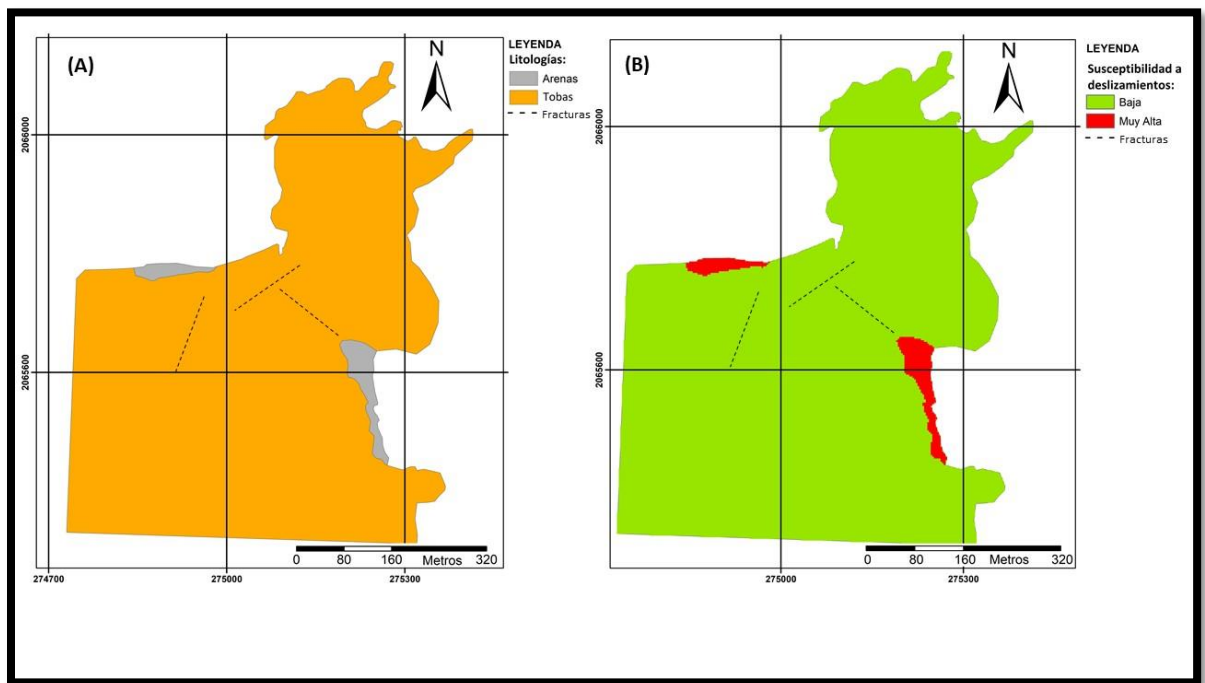 (A)
N
LEYENDA
Litologías:
Arenas
Tobas
Fracturas
2066000
2065600
0 80 160 Metros 320
274700 275000 275300
(B)
N
LEYENDA
Susceptibilidad a
deslizamientos:
Baja
Muy Alta
Fracturas
2066000
2065600
0 80 160 Metros 320
275000 275300